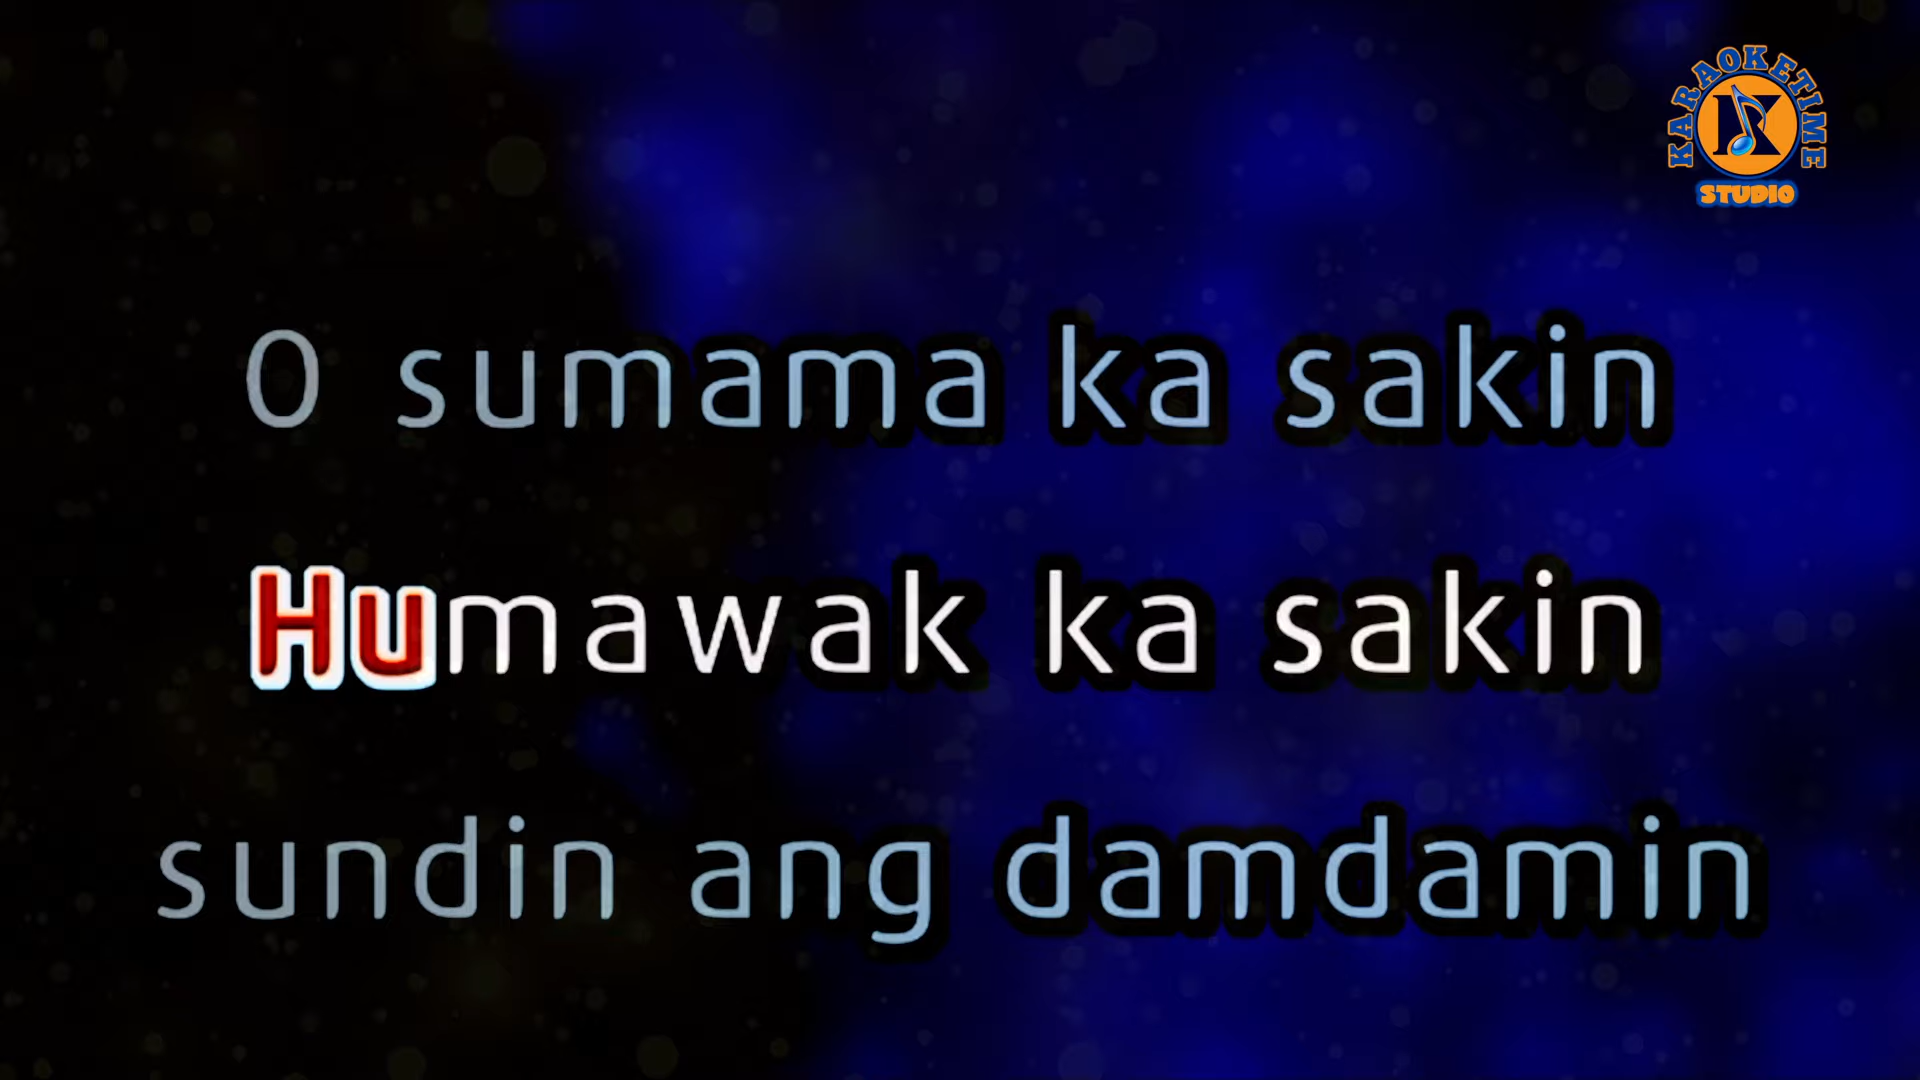 KARAOKETIME
K
STUDIO
O sumama ka sakin
Humawak ka sakin
sundin ang damdamin